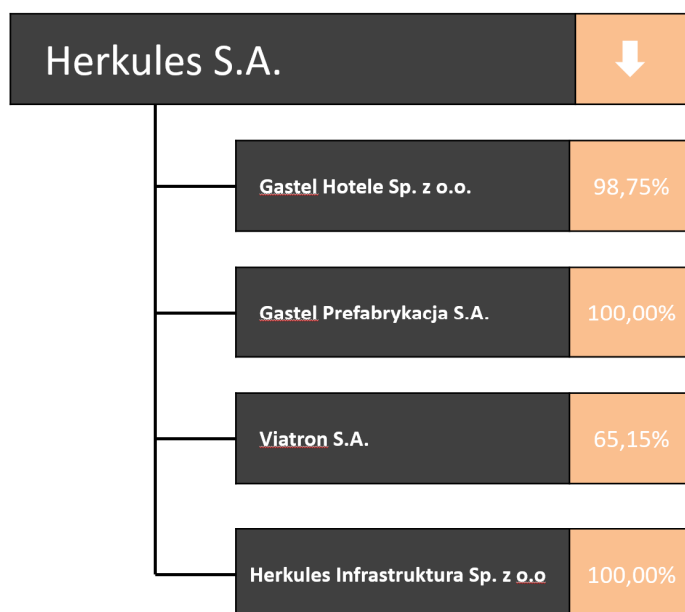 Herkules S.A.
Gastel Hotele Sp. z o.o.
98,75%
Gastel Prefabrykacja S.A.
100,00%
Viatron S.A.
65,15%
Herkules Infrastruktura Sp. z o.o
100,00%